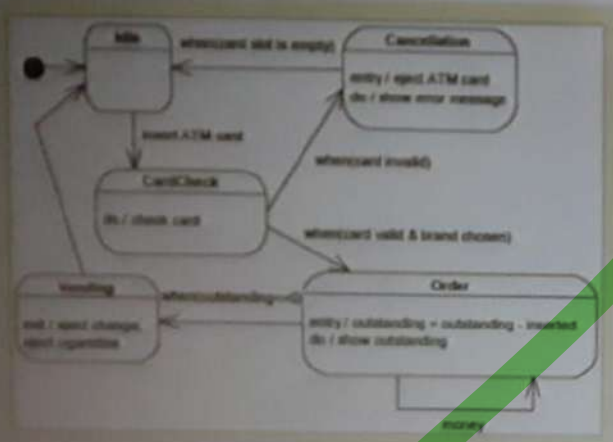 Idle
when(card slot is empty)
Cancellation
entry / eject ATM card
do / show error message
insert ATM card
when(card invalid)
CardCheck
do / check card
when(card valid & brand chosen)
Vending
when(outstanding
Order
exit / eject change,
eject cigarettes
entry / outstanding = outstanding - inserted
do / show outstanding
money